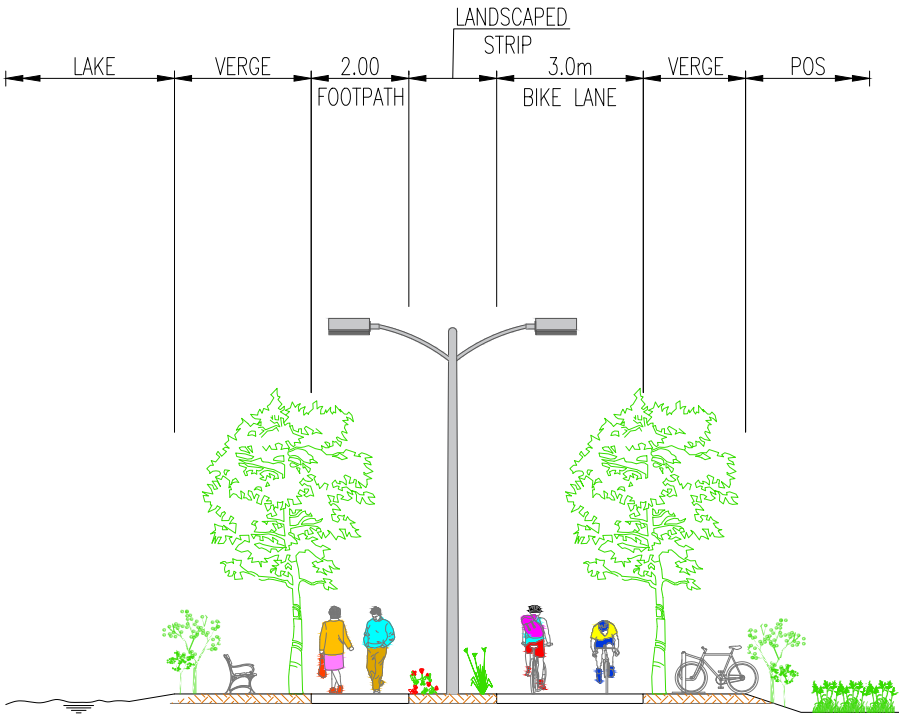 LANDSCAPED
STRIP
LAKE VERGE 2.00 3.0m VERGE POS
FOOTPATH BIKE LANE